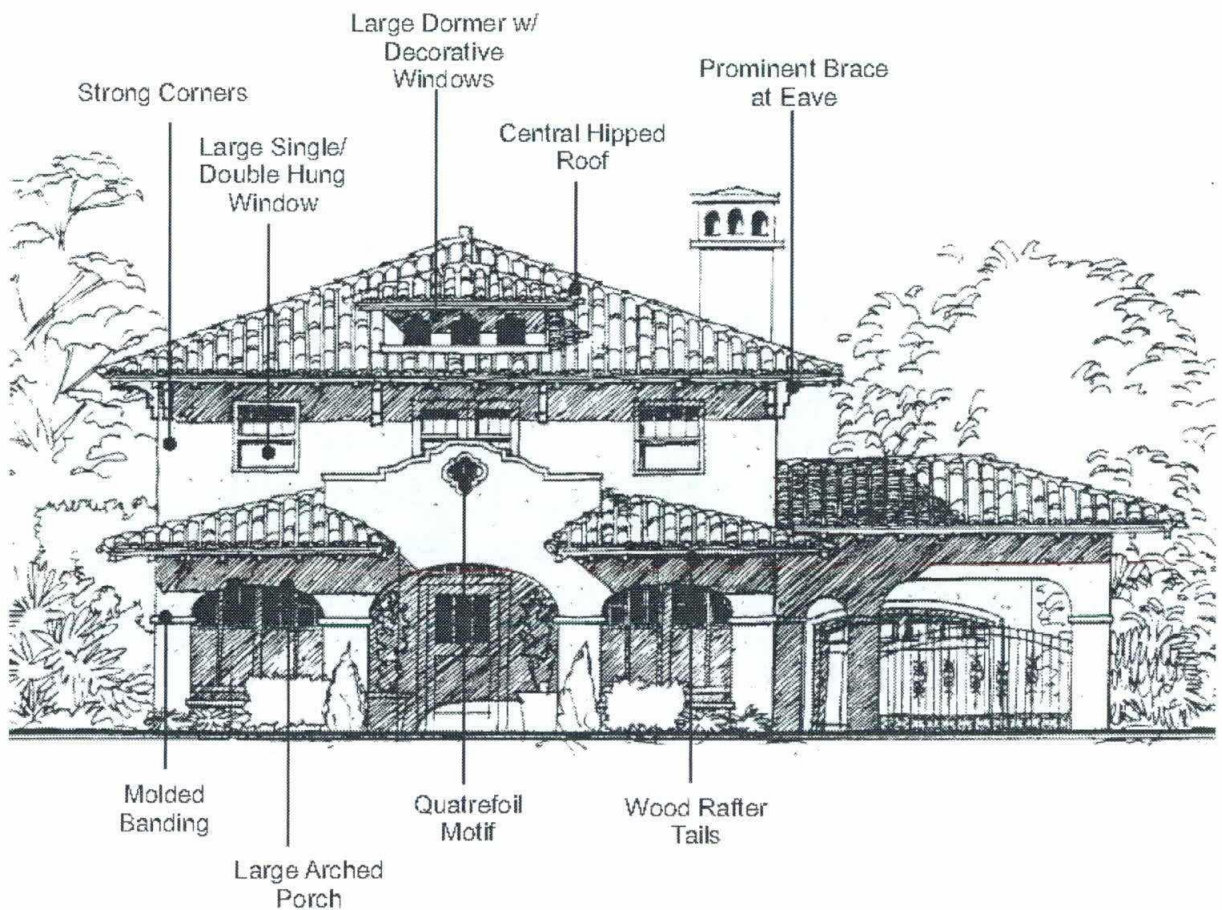 Large Dormer w/
Decorative
Windows
Prominent Brace
at Eave
Strong Corners
Large Single/
Double Hung
Window
Central Hipped
Roof
Molded
Banding
Quatrefoil
Motif
Wood Rafter
Tails
Large Arched
Porch